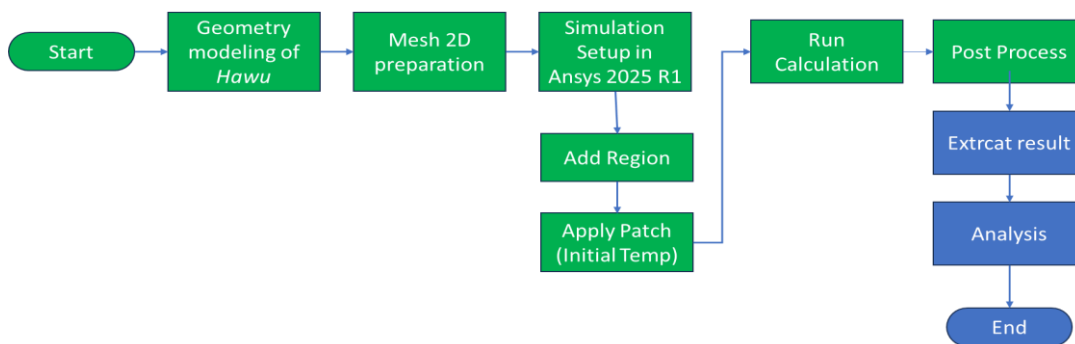 Start
Geometry
modeling of
Hawu
Mesh 2D
preparation
Simulation
Setup in
Ansys 2025 R1
Add Region
Apply Patch
(Initial Temp)
Run
Calculation
Post Process
Extrcat result
Analysis
End